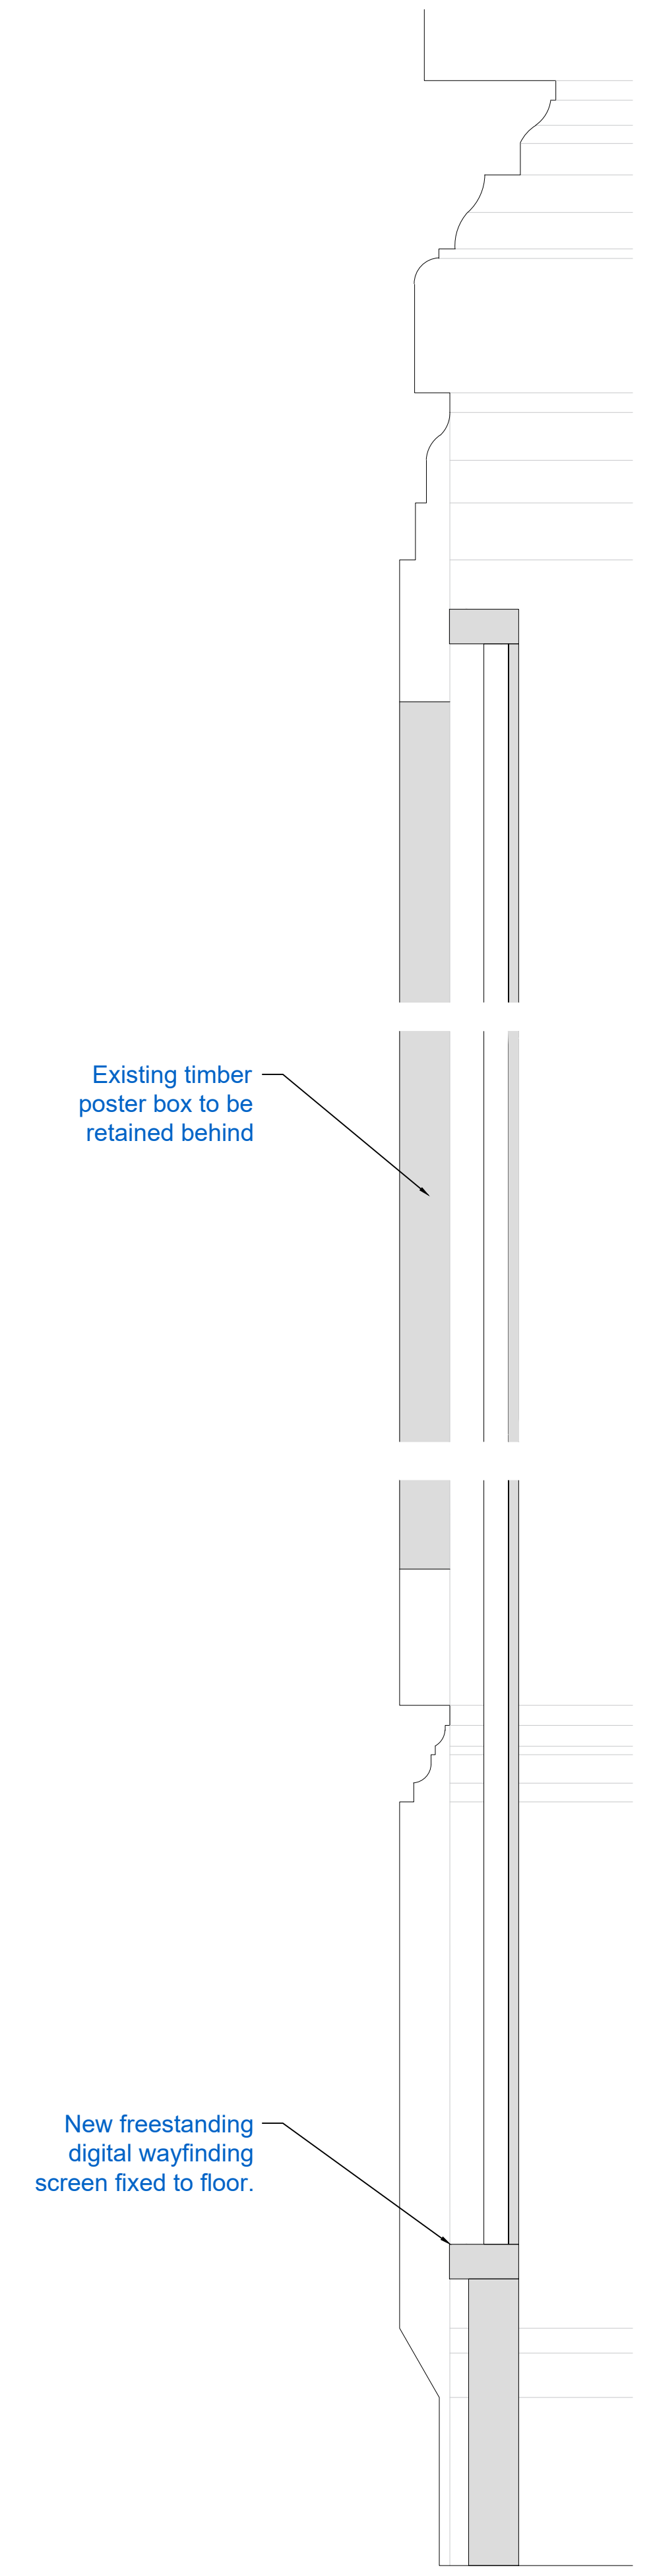 Existing timber
poster box to be
retained behind
New freestanding
digital wayfinding
screen fixed to floor.